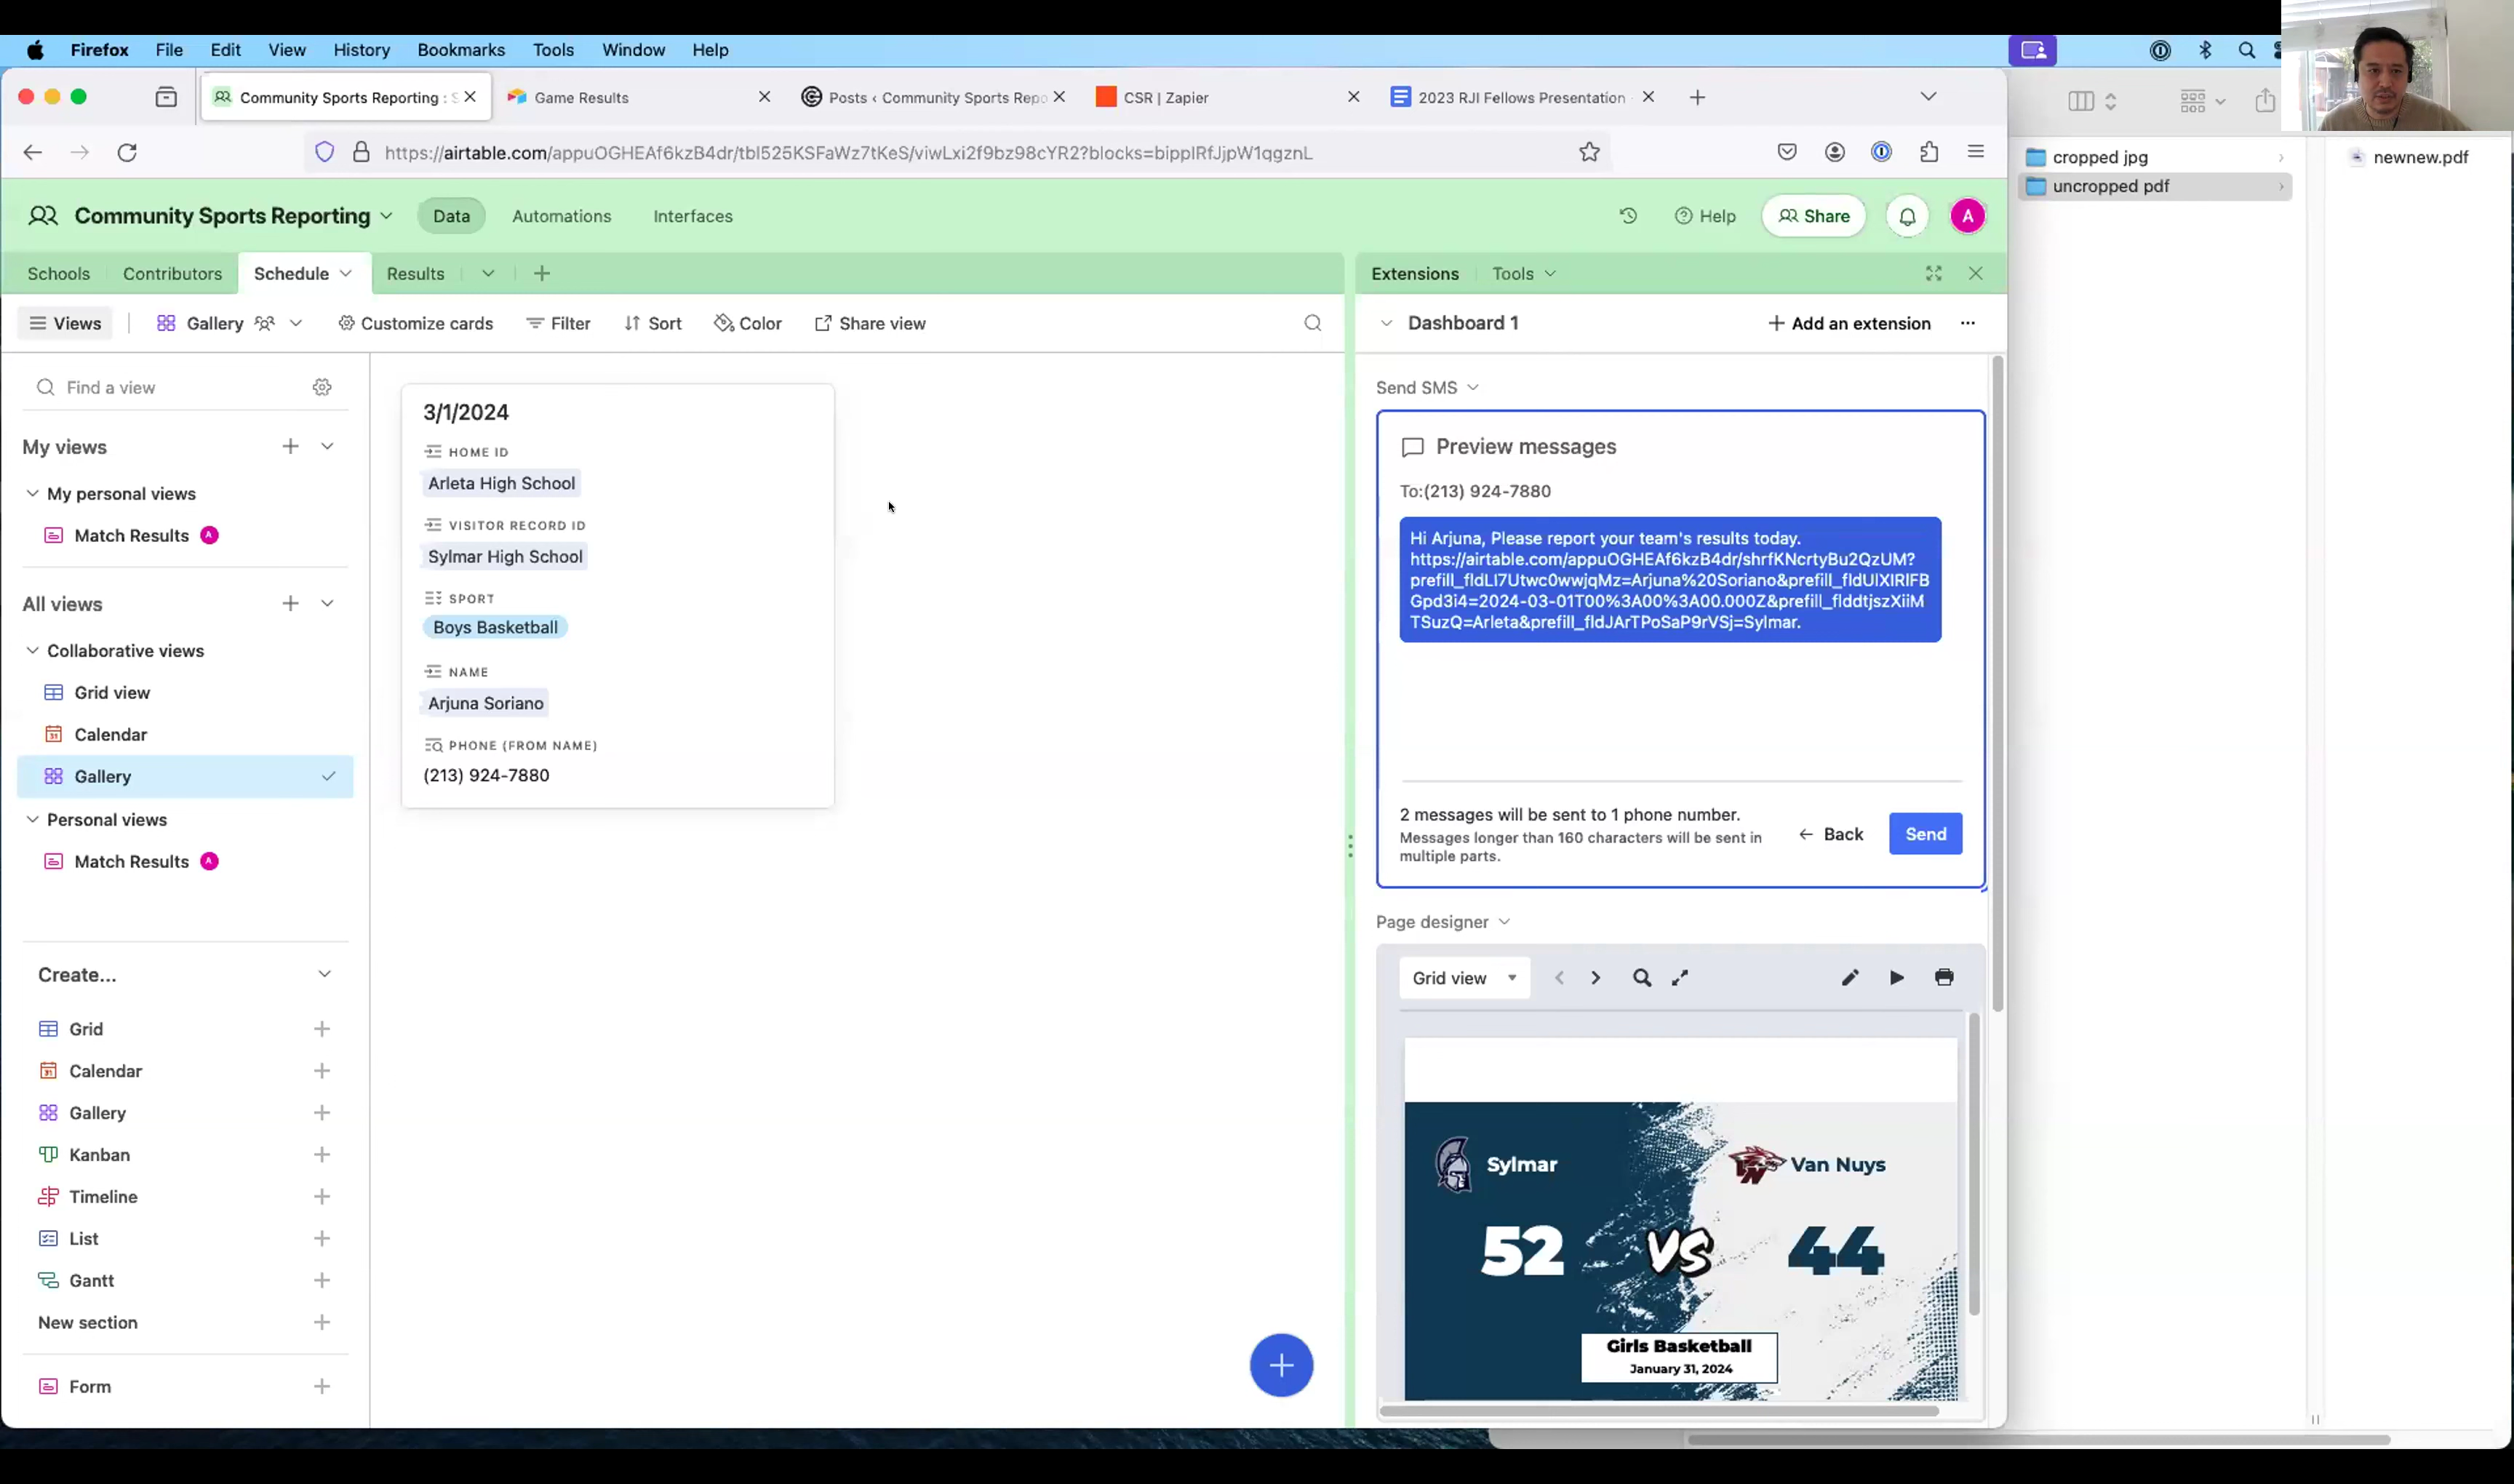 Firefox File Edit View History Bookmarks Tools Window Help
Community Sports Reporting : S
Game Results
Posts ‹ Community Sports Repo
CSR | Zapier
2023 RJI Fellows Presentation
https://airtable.com/appuOGHEAf6kzB4dr/tbl525KSFaWz7tKeS/viwLxi2f9bz98cYR2?blocks=bipplRfJjpW1qgznL
cropped jpg
uncropped pdf
newnew.pdf
Community Sports Reporting
Data Automations Interfaces
Help
Share
A
Schools Contributors Schedule Results
Extensions Tools
Views Gallery Customize cards Filter Sort Color Share view
Dashboard 1
Add an extension
Find a view
My views
My personal views
Match Results A
All views
Collaborative views
Grid view
Calendar
Gallery
Personal views
Match Results A
Create...
Grid
Calendar
Gallery
Kanban
Timeline
List
Gantt
New section
Form
3/1/2024
HOME ID
Arleta High School
VISITOR RECORD ID
Sylmar High School
SPORT
Boys Basketball
NAME
Arjuna Soriano
PHONE (FROM NAME)
(213) 924-7880
Send SMS
Preview messages
To:(213) 924-7880
Hi Arjuna, Please report your team's results today.
https://airtable.com/appuOGHEAf6kzB4dr/shrfKNcrtyBu2QzUM?
prefill_fldLl7Utwc0wwjqMz=Arjuna%20Soriano&prefill_fldUlXIRlFB
Gpd3i4=2024-03-01T00%3A00%3A00.000Z&prefill_flddtjszXiiM
TSuzQ=Arleta&prefill_fldJArTPoSaP9rVSj=Sylmar.
2 messages will be sent to 1 phone number.
Messages longer than 160 characters will be sent in
multiple parts.
Back
Send
Page designer
Grid view
Sylmar
Van Nuys
52 VS 44
Girls Basketball
January 31, 2024